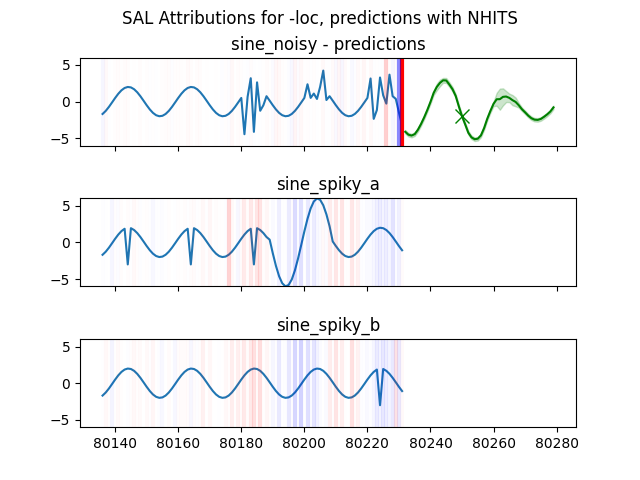 SAL Attributions for -loc, predictions with NHITS
sine_noisy - predictions
5
0
−5
sine_spiky_a
5
0
−5
sine_spiky_b
5
0
−5
80140 80160 80180 80200 80220 80240 80260 80280